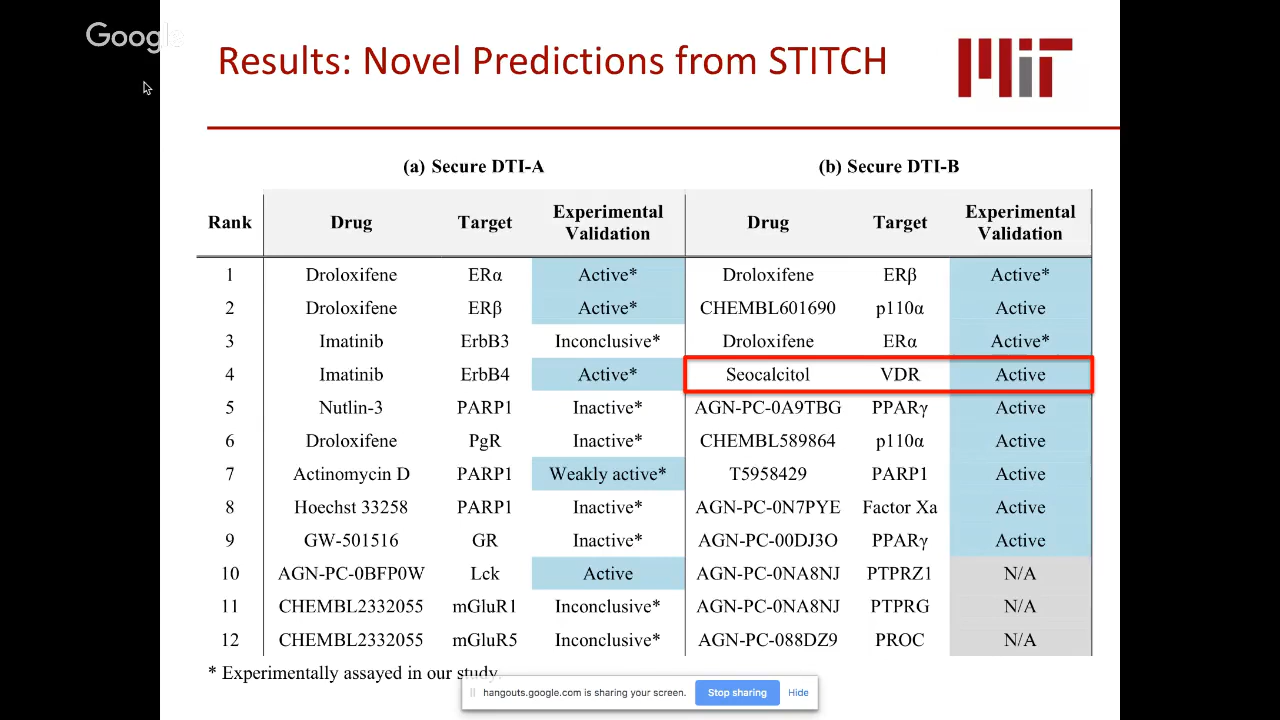 Google
Results: Novel Predictions from STITCH
MIT
(a) Secure DTI-A (b) Secure DTI-B
Rank Drug Target Experimental Validation Drug Target Experimental Validation
1 Droloxifene ERα Active* Droloxifene ERβ Active*
2 Droloxifene ERβ Active* CHEMBL601690 p110α Active
3 Imatinib ErbB3 Inconclusive* Droloxifene ERα Active*
4 Imatinib ErbB4 Active* Seocalcitol VDR Active
5 Nutlin-3 PARP1 Inactive* AGN-PC-0A9TBG PPARγ Active
6 Droloxifene PgR Inactive* CHEMBL589864 p110α Active
7 Actinomycin D PARP1 Weakly active* T5958429 PARP1 Active
8 Hoechst 33258 PARP1 Inactive* AGN-PC-0N7PYE Factor Xa Active
9 GW-501516 GR Inactive* AGN-PC-00DJ3O PPARγ Active
10 AGN-PC-0BFP0W Lck Active AGN-PC-0NA8NJ PTPRZ1 N/A
11 CHEMBL2332055 mGluR1 Inconclusive* AGN-PC-0NA8NJ PTPRG N/A
12 CHEMBL2332055 mGluR5 Inconclusive* AGN-PC-088DZ9 PROC N/A
* Experimentally assayed in our study.
hangouts.google.com is sharing your screen. Stop sharing Hide